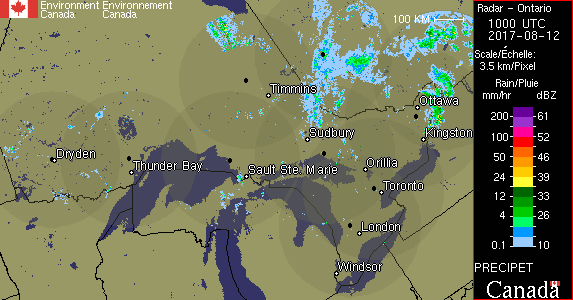 Environment Environnement
Canada Canada
100 KM
Timmins
Ottawa
Sudbury
Kingston
Dryden
Thunder Bay
Sault Ste. Marie
Orillia
Toronto
London
Windsor
Radar - Ontario
1000 UTC
2017-08-12
Scale/Échelle:
3.5 km/Pixel
Rain/Pluie
mm/hr dBZ
200 61
100 52
50 46
24 39
12 33
4 26
0.1 10
PRECIPET
Canada